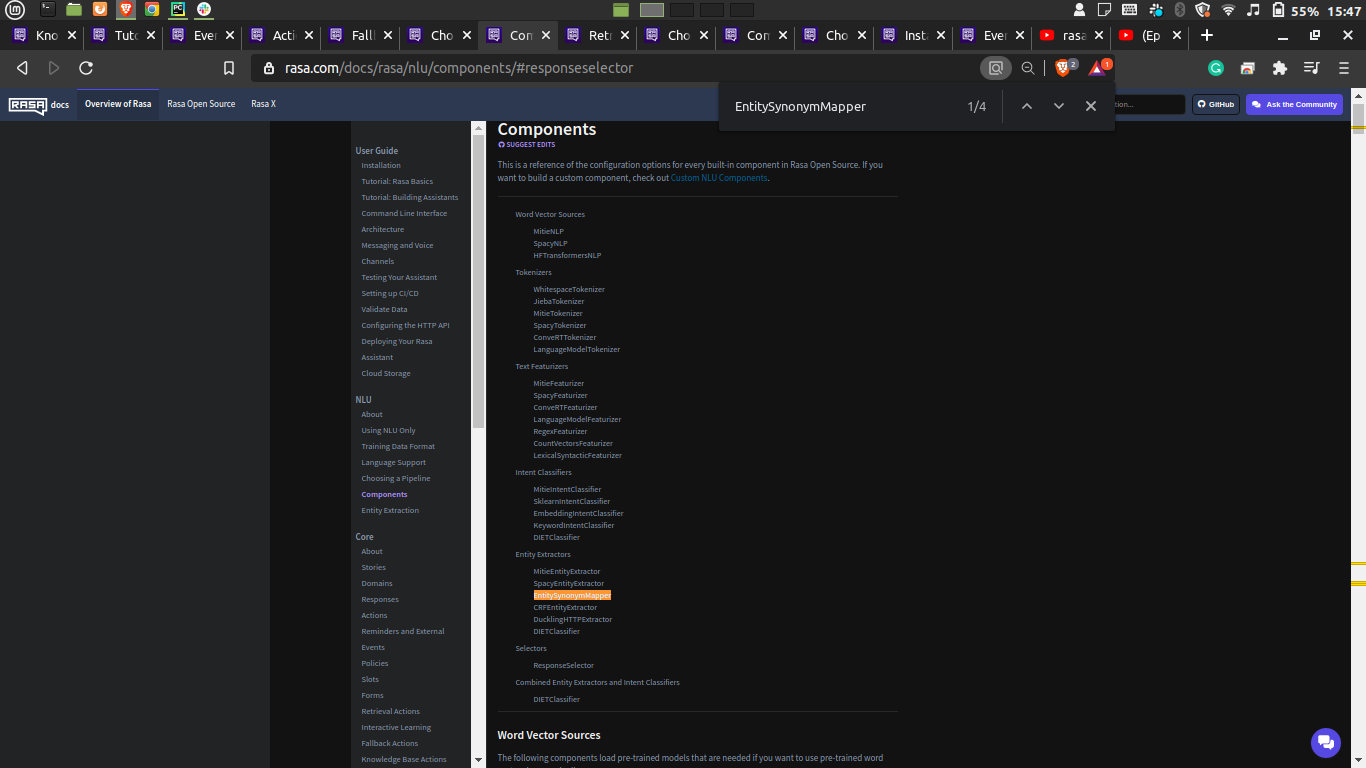 55% 15:47
Kno
Tuto
Ever
Acti
Fall
Cho
Com
Retr
Cho
Com
Cho
Inst
Ever
rasa
(Ep
rasa.com/docs/rasa/nlu/components/#responseselector
2
1
RASA docs
Overview of Rasa
Rasa Open Source
Rasa X
EntitySynonymMapper
1/4
tion...
GitHub
Ask the Community
User Guide
Installation
Tutorial: Rasa Basics
Tutorial: Building Assistants
Command Line Interface
Architecture
Messaging and Voice
Channels
Testing Your Assistant
Setting up CI/CD
Validate Data
Configuring the HTTP API
Deploying Your Rasa
Assistant
Cloud Storage
NLU
About
Using NLU Only
Training Data Format
Language Support
Choosing a Pipeline
Components
Entity Extraction
Core
About
Stories
Domains
Responses
Actions
Reminders and External
Events
Policies
Slots
Forms
Retrieval Actions
Interactive Learning
Fallback Actions
Knowledge Base Actions
Components
SUGGEST EDITS
This is a reference of the configuration options for every built-in component in Rasa Open Source. If you
want to build a custom component, check out Custom NLU Components.
Word Vector Sources
MitieNLP
SpacyNLP
HFTransformersNLP
Tokenizers
WhitespaceTokenizer
JiebaTokenizer
MitieTokenizer
SpacyTokenizer
ConveRTTokenizer
LanguageModelTokenizer
Text Featurizers
MitieFeaturizer
SpacyFeaturizer
ConveRTFeaturizer
LanguageModelFeaturizer
RegexFeaturizer
CountVectorsFeaturizer
LexicalSyntacticFeaturizer
Intent Classifiers
MitieIntentClassifier
SklearnIntentClassifier
EmbeddingIntentClassifier
KeywordIntentClassifier
DIETClassifier
Entity Extractors
MitieEntityExtractor
SpacyEntityExtractor
EntitySynonymMapper
CRFEntityExtractor
DucklingHTTPExtractor
DIETClassifier
Selectors
ResponseSelector
Combined Entity Extractors and Intent Classifiers
DIETClassifier
Word Vector Sources
The following components load pre-trained models that are needed if you want to use pre-trained word